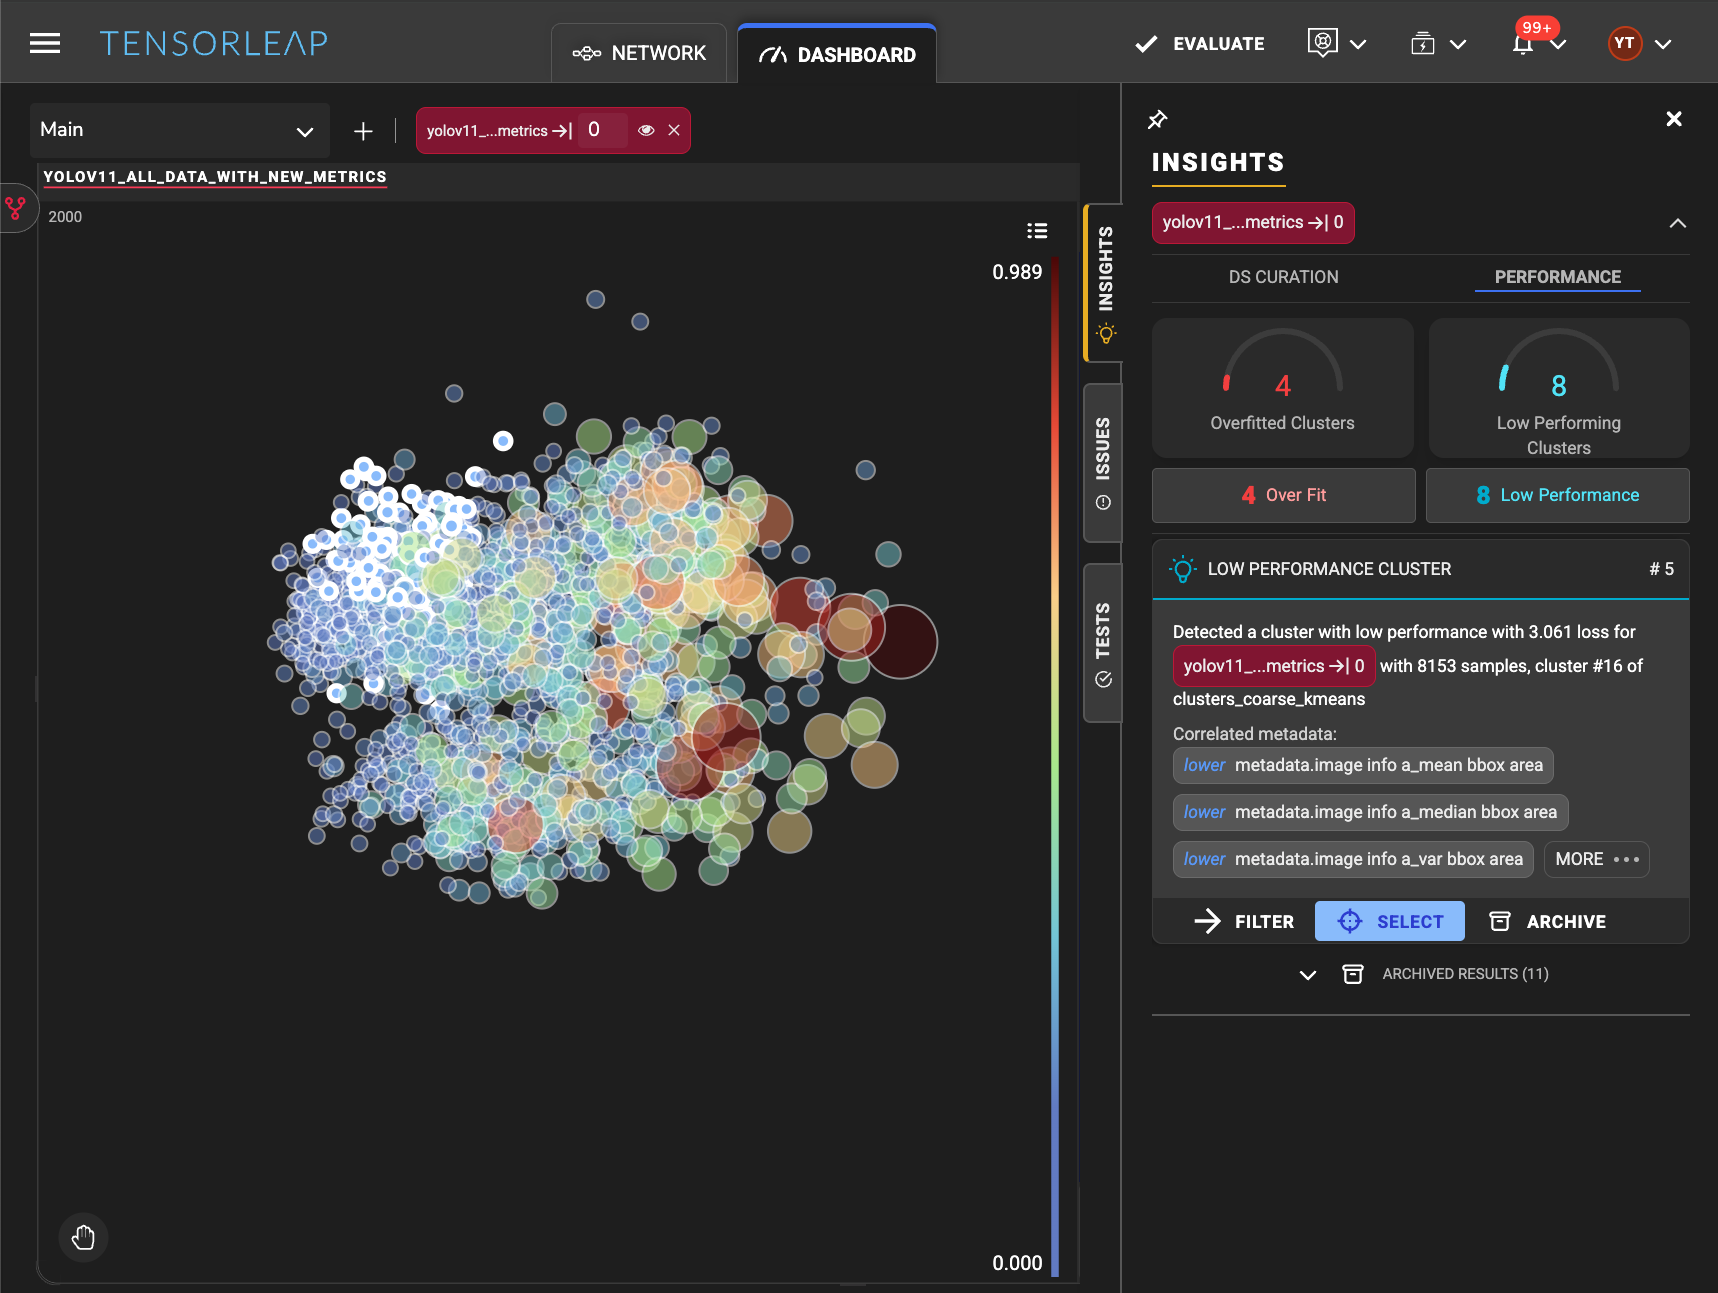 TENSORLEAP
NETWORK
DASHBOARD
EVALUATE
99+
YT
Main
yolov11_...metrics 0
YOLOV11_ALL_DATA_WITH_NEW_METRICS
2000
0.989
0.000
INSIGHTS
ISSUES
TESTS
INSIGHTS
yolov11_...metrics 0
DS CURATION
PERFORMANCE
4
Overfitted Clusters
8
Low Performing
Clusters
4 Over Fit
8 Low Performance
LOW PERFORMANCE CLUSTER # 5
Detected a cluster with low performance with 3.061 loss for
yolov11_...metrics 0 with 8153 samples, cluster #16 of
clusters_coarse_kmeans
Correlated metadata:
lower metadata.image info a_mean bbox area
lower metadata.image info a_median bbox area
lower metadata.image info a_var bbox area
MORE
FILTER
SELECT
ARCHIVE
ARCHIVED RESULTS (11)